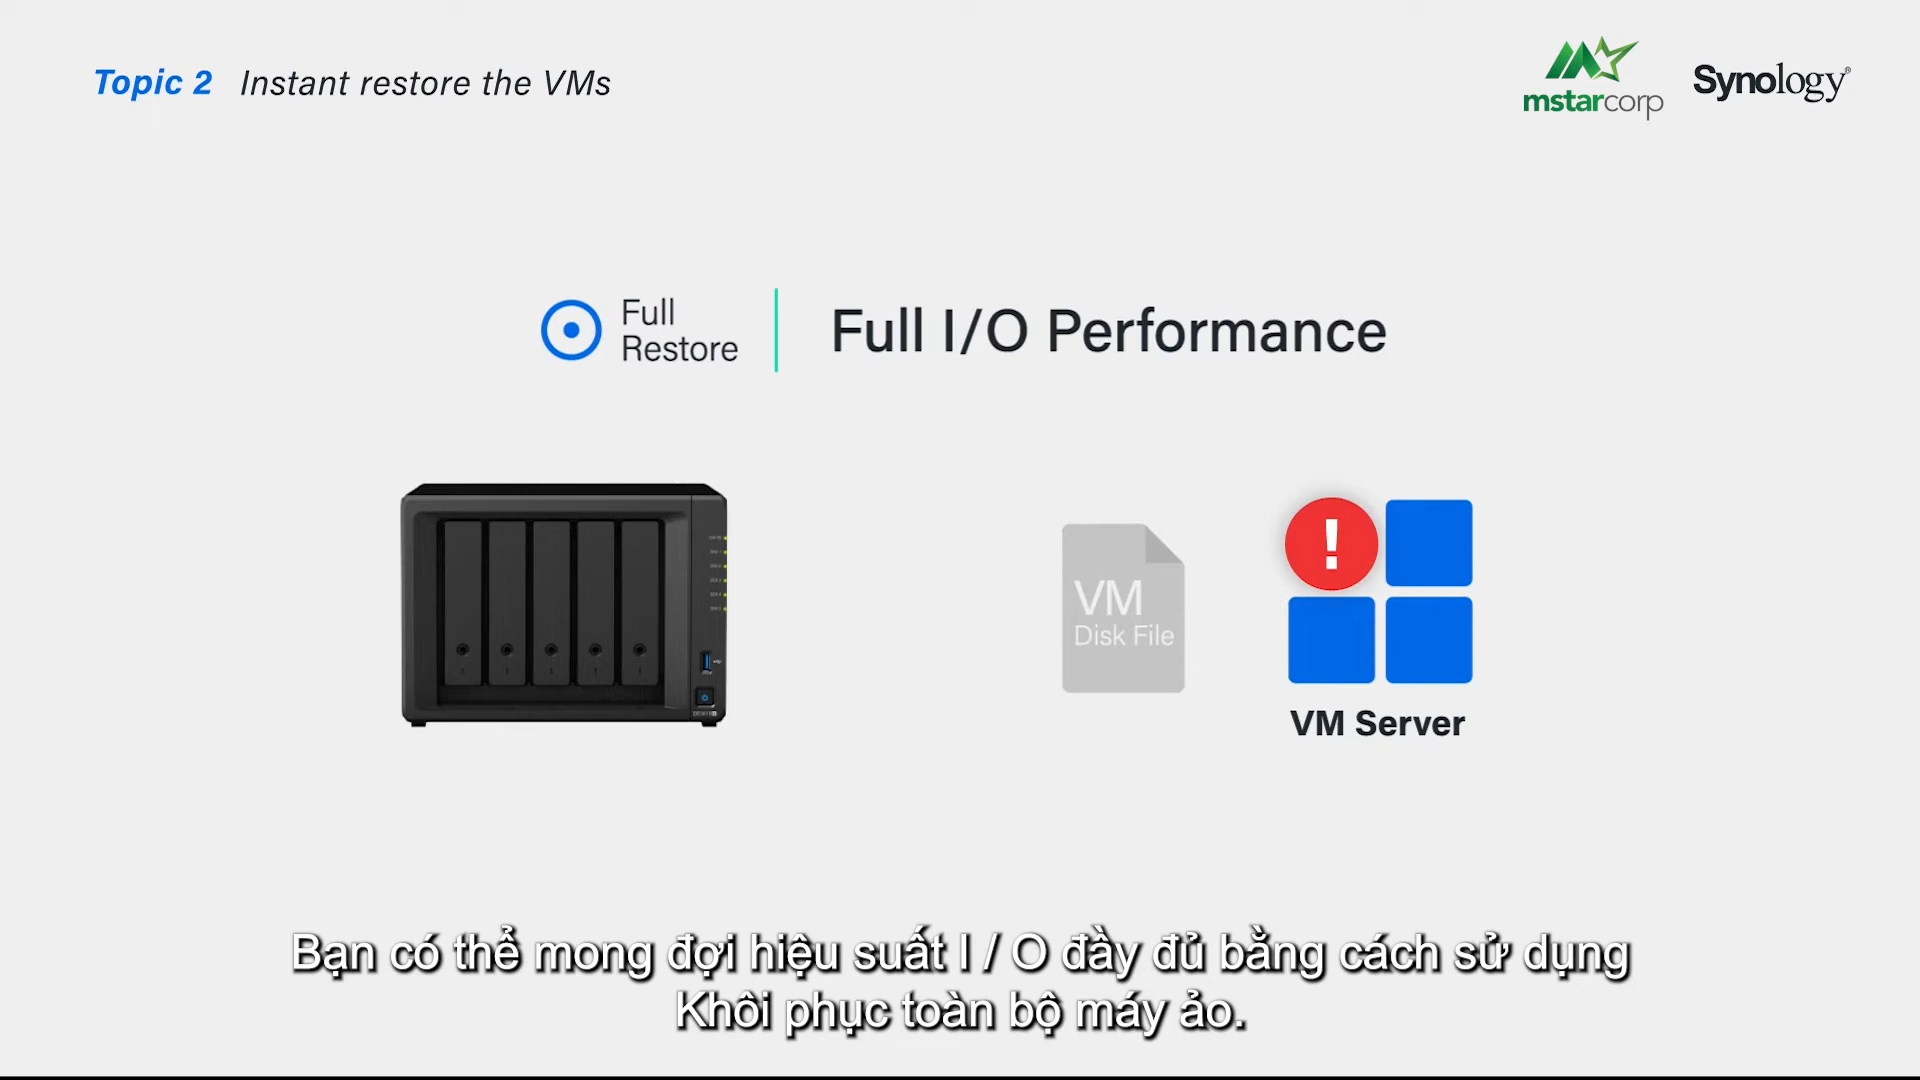 Topic 2 Instant restore the VMs
mstarcorp
Synology®
Full
Restore
Full I/O Performance
VM
Disk File
!
VM Server
Bạn có thể mong đợi hiệu suất I / O đầy đủ bằng cách sử dụng
Khôi phục toàn bộ máy ảo.